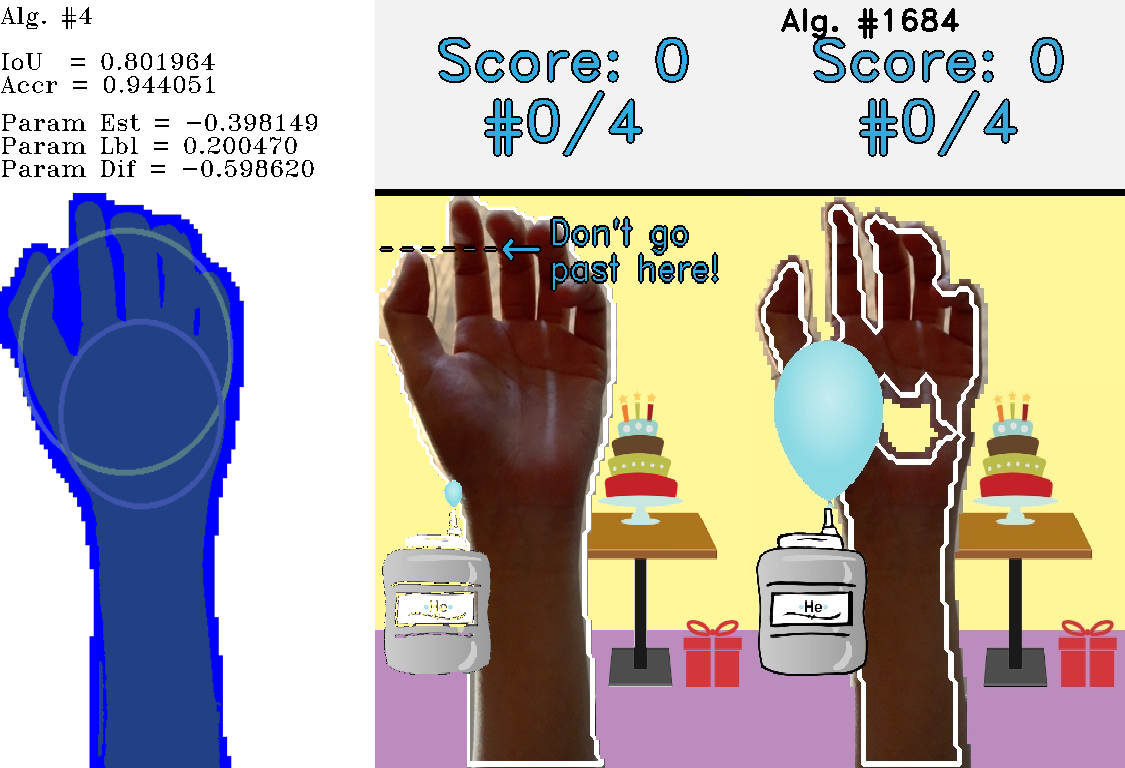 Alg. #4
IoU = 0.801964
Accr = 0.944051
Param Est = −0.398149
Param Lbl = 0.200470
Param Dif = −0.598620
Score: 0
#0/4
Don't go
past here!
He
Alg. #1684
Score: 0
#0/4
He